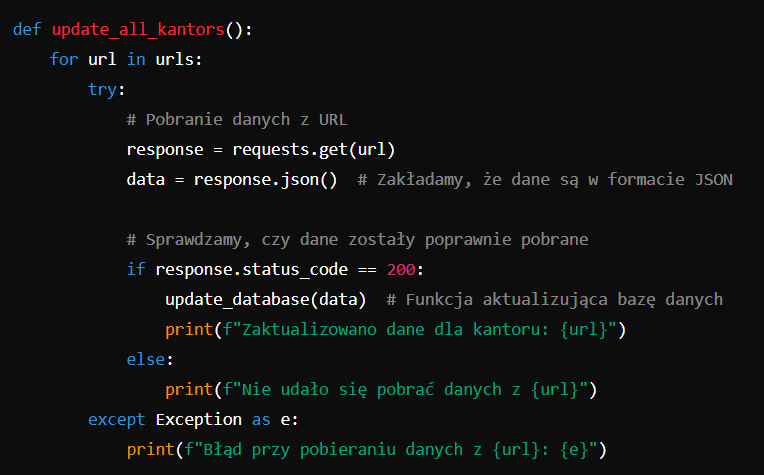 def update_all_kantors():
    for url in urls:
        try:
            # Pobranie danych z URL
            response = requests.get(url)
            data = response.json()  # Zakładamy, że dane są w formacie JSON

            # Sprawdzamy, czy dane zostały poprawnie pobrane
            if response.status_code == 200:
                update_database(data)  # Funkcja aktualizująca bazę danych
                print(f"Zaktualizowano dane dla kantoru: {url}")
            else:
                print(f"Nie udało się pobrać danych z {url}")
        except Exception as e:
            print(f"Błąd przy pobieraniu danych z {url}: {e}")